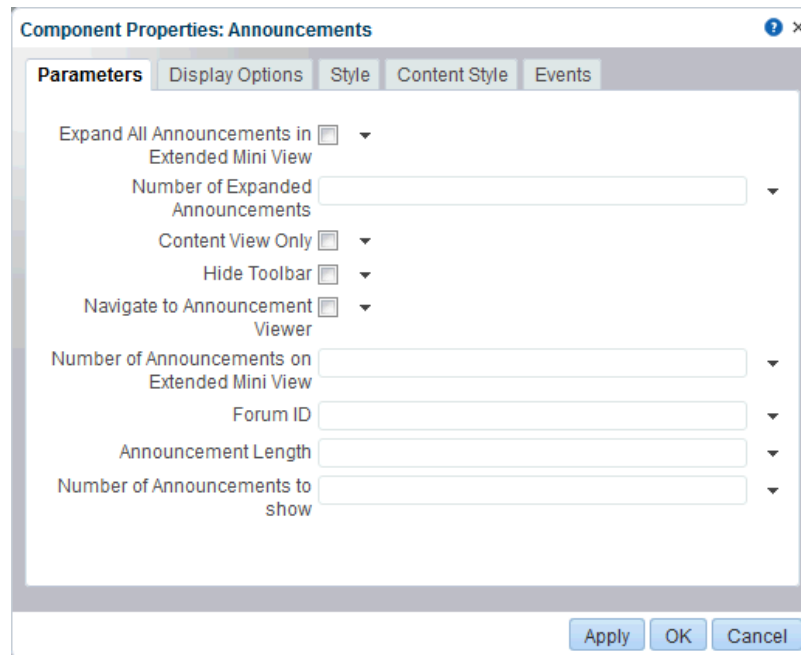 Component Properties: Announcements
Parameters Display Options Style Content Style Events
Expand All Announcements in
Extended Mini View
Number of Expanded
Announcements
Content View Only
Hide Toolbar
Navigate to Announcement
Viewer
Number of Announcements on
Extended Mini View
Forum ID
Announcement Length
Number of Announcements to
show
Apply OK Cancel